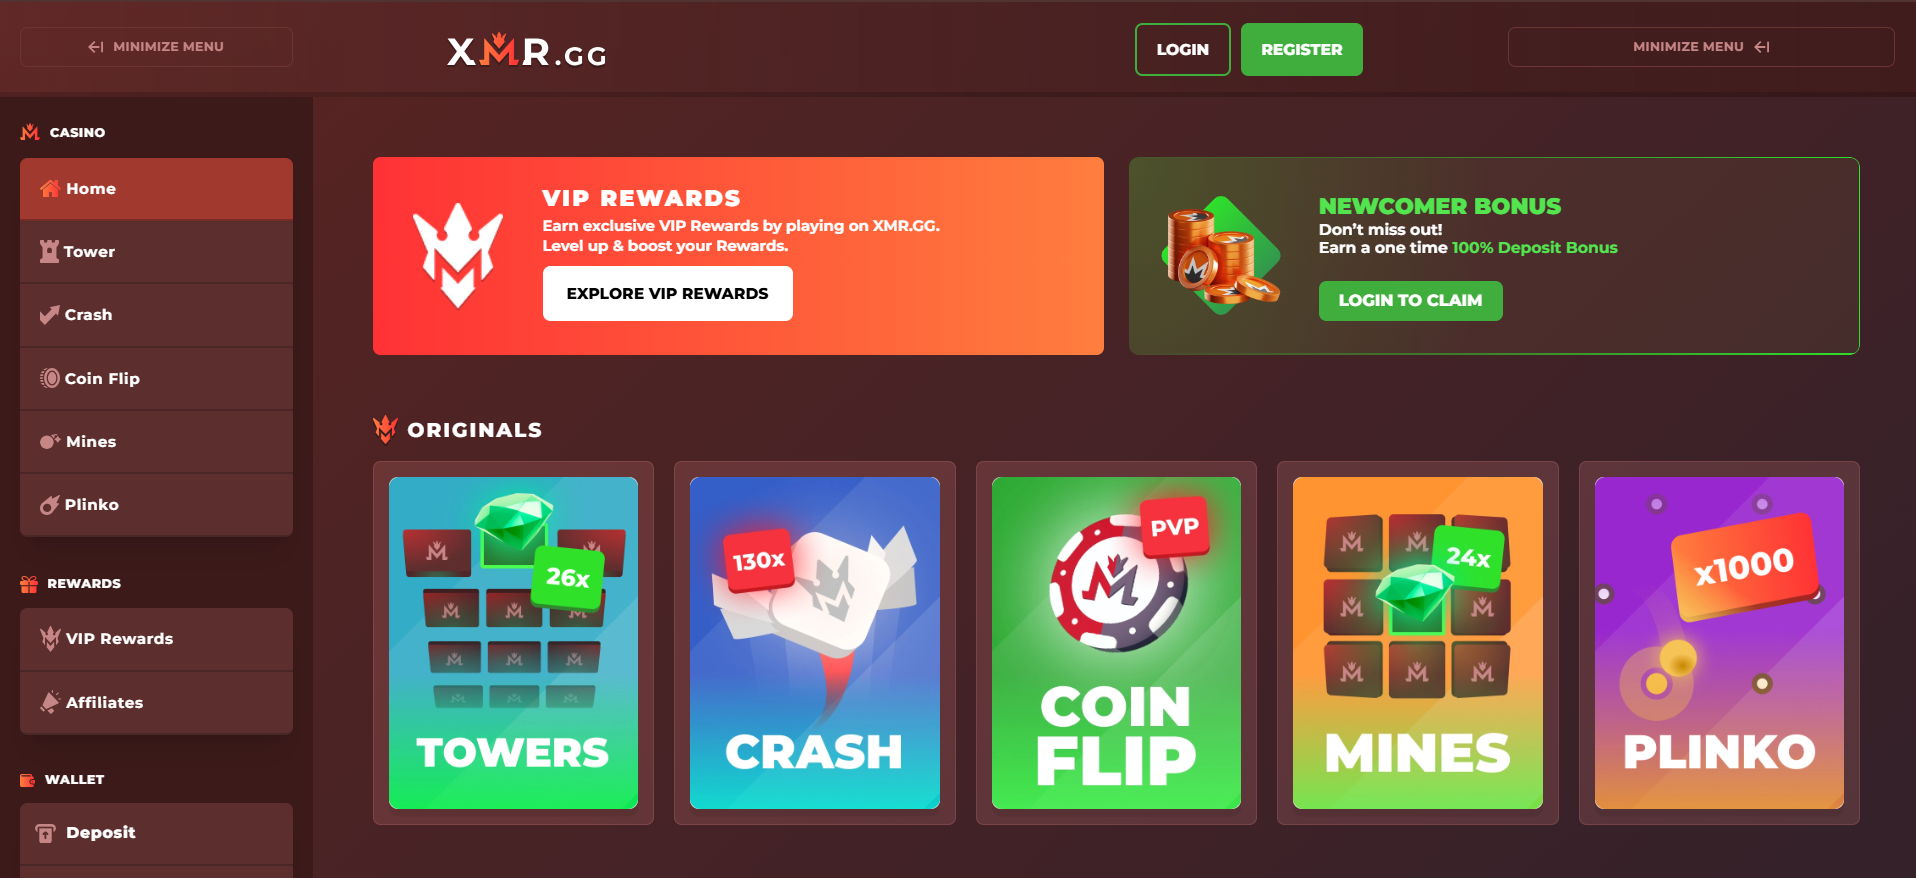 MINIMIZE MENU
XMR.GG
LOGIN
REGISTER
MINIMIZE MENU
CASINO
Home
Tower
Crash
Coin Flip
Mines
Plinko
REWARDS
VIP Rewards
Affiliates
WALLET
Deposit
VIP REWARDS
Earn exclusive VIP Rewards by playing on XMR.GG.
Level up & boost your Rewards.
EXPLORE VIP REWARDS
NEWCOMER BONUS
Don't miss out!
Earn a one time 100% Deposit Bonus
LOGIN TO CLAIM
ORIGINALS
26x
TOWERS
130x
CRASH
PVP
COIN
FLIP
24x
MINES
x1000
PLINKO